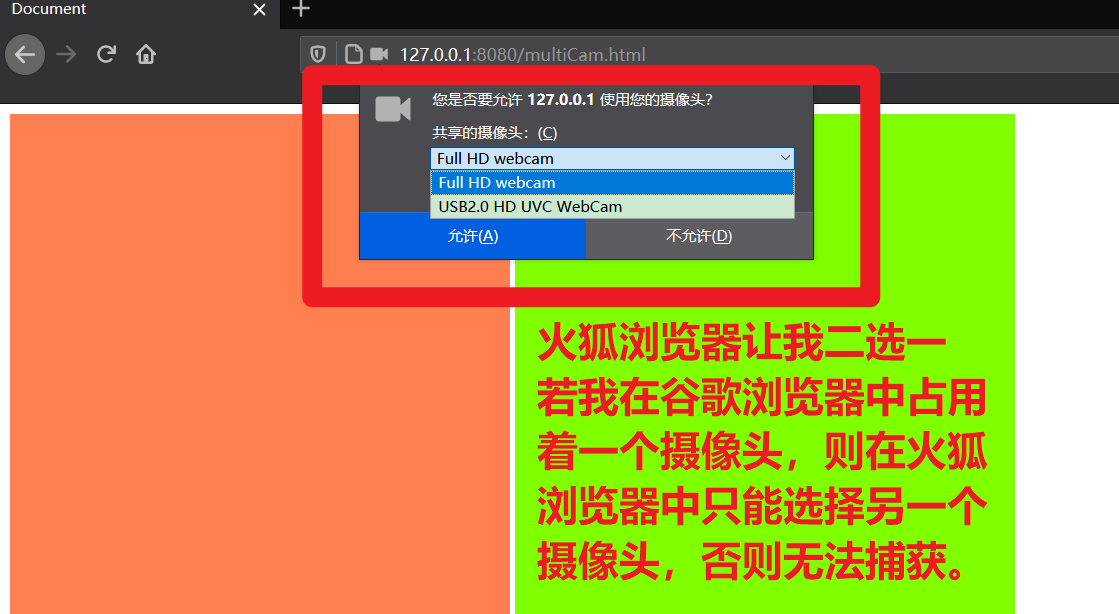 Document
127.0.0.1:8080/multiCam.html
您是否要允许 127.0.0.1 使用您的摄像头?
共享的摄像头：(C)
Full HD webcam
Full HD webcam
USB2.0 HD UVC WebCam
允许(A)
不允许(D)
火狐浏览器让我二选一
若我在谷歌浏览器中占用
着一个摄像头，则在火狐
浏览器中只能选择另一个
摄像头，否则无法捕获。